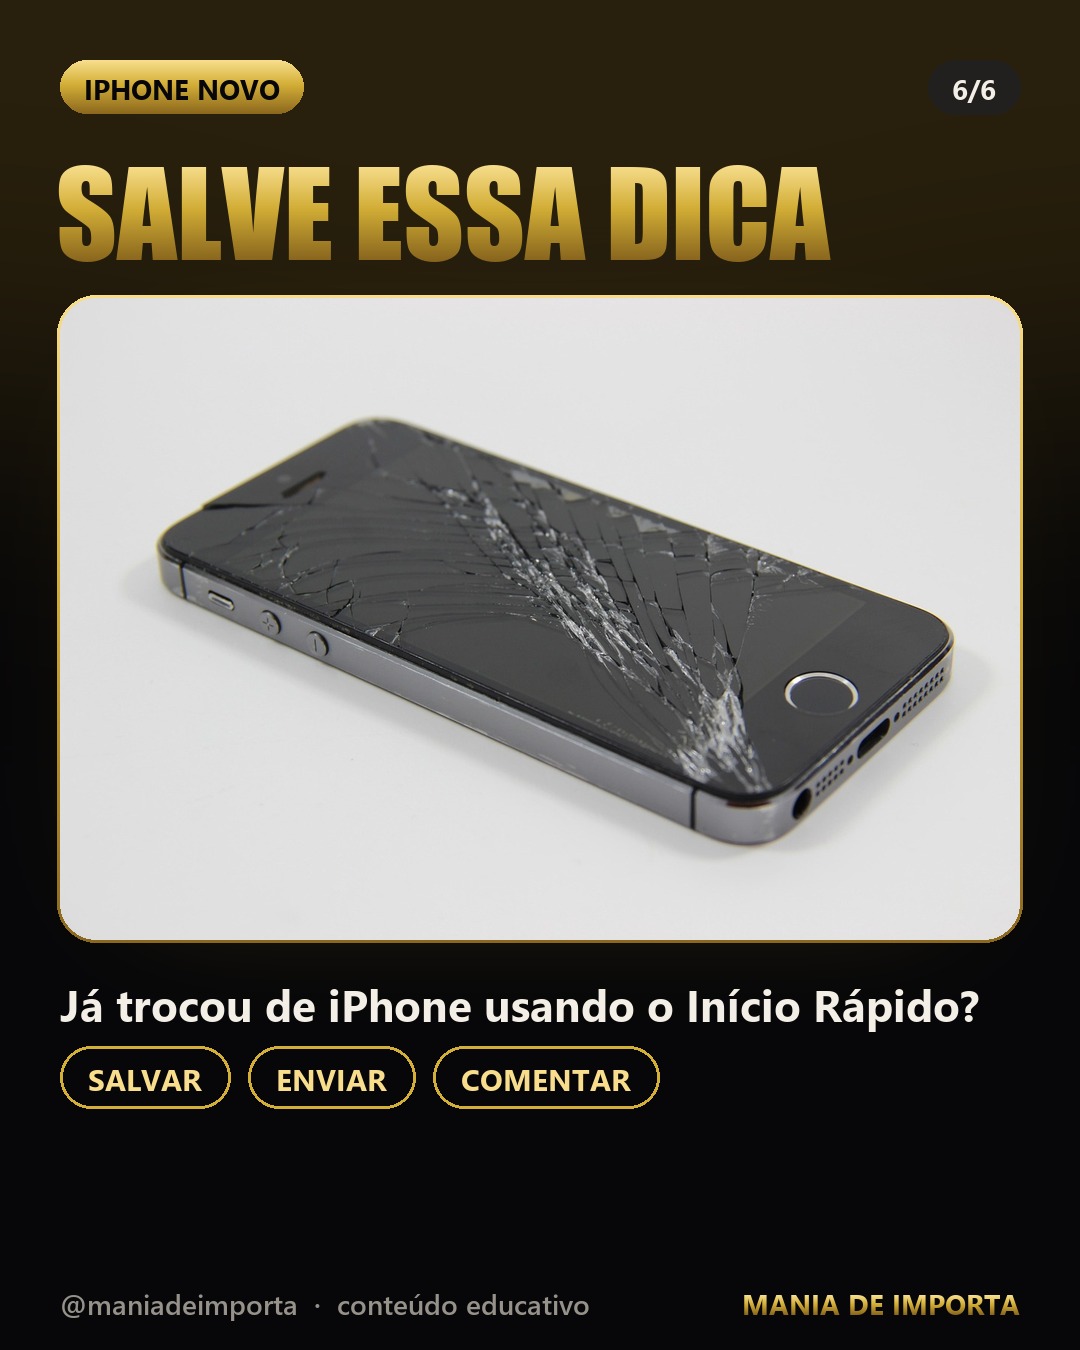 IPHONE NOVO
6/6
SALVE ESSA DICA
Já trocou de iPhone usando o Início Rápido?
SALVAR
ENVIAR
COMENTAR
@maniadeimporta · conteúdo educativo
MANIA DE IMPORTA